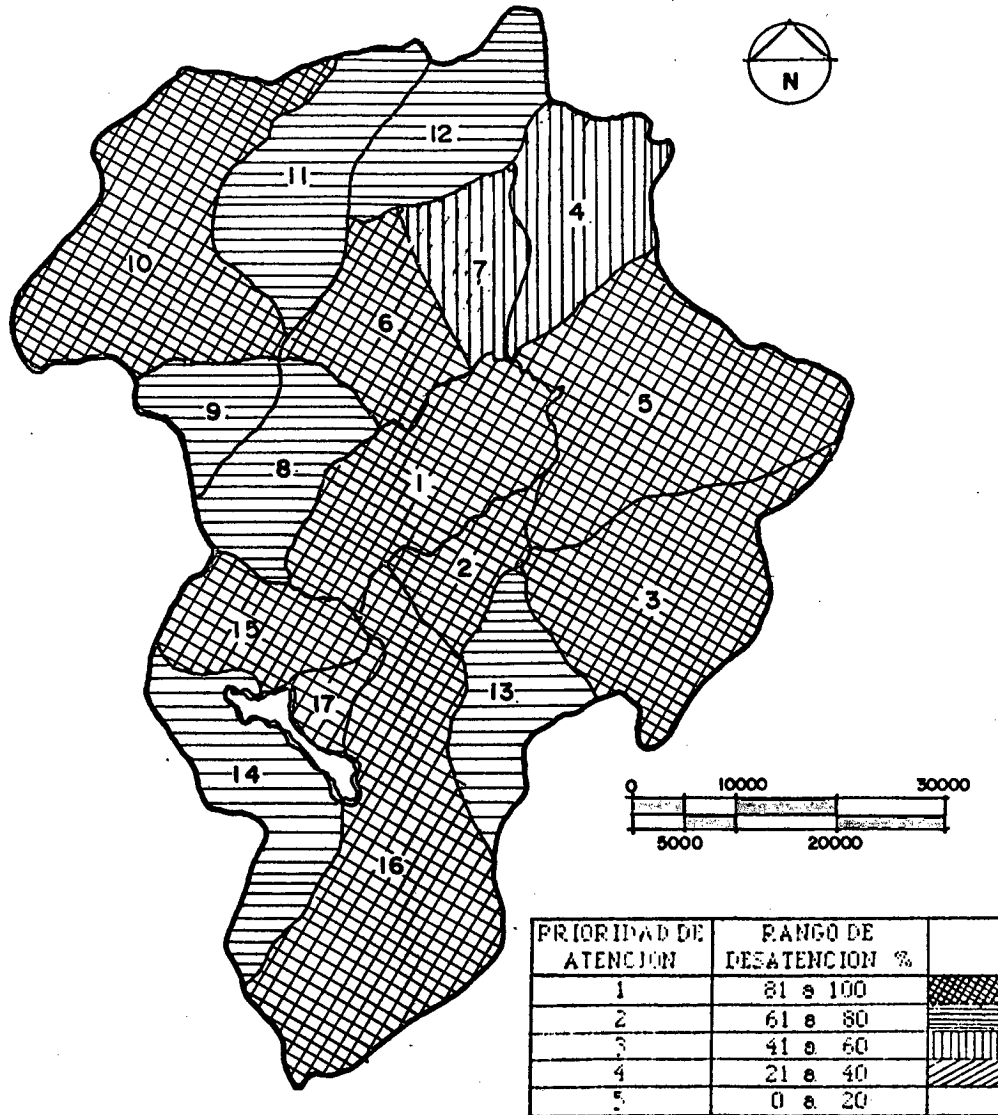 N
12
11
4
7
10
6
5
9
8
1
2
3
15
17
13
14
16
0 10000 30000
5000 20000
PRIORIDAD DE ATENCION RANGO DE DESATENCION %
1 81 a 100
2 61 a 80
3 41 a 60
4 21 a 40
5 0 a 20